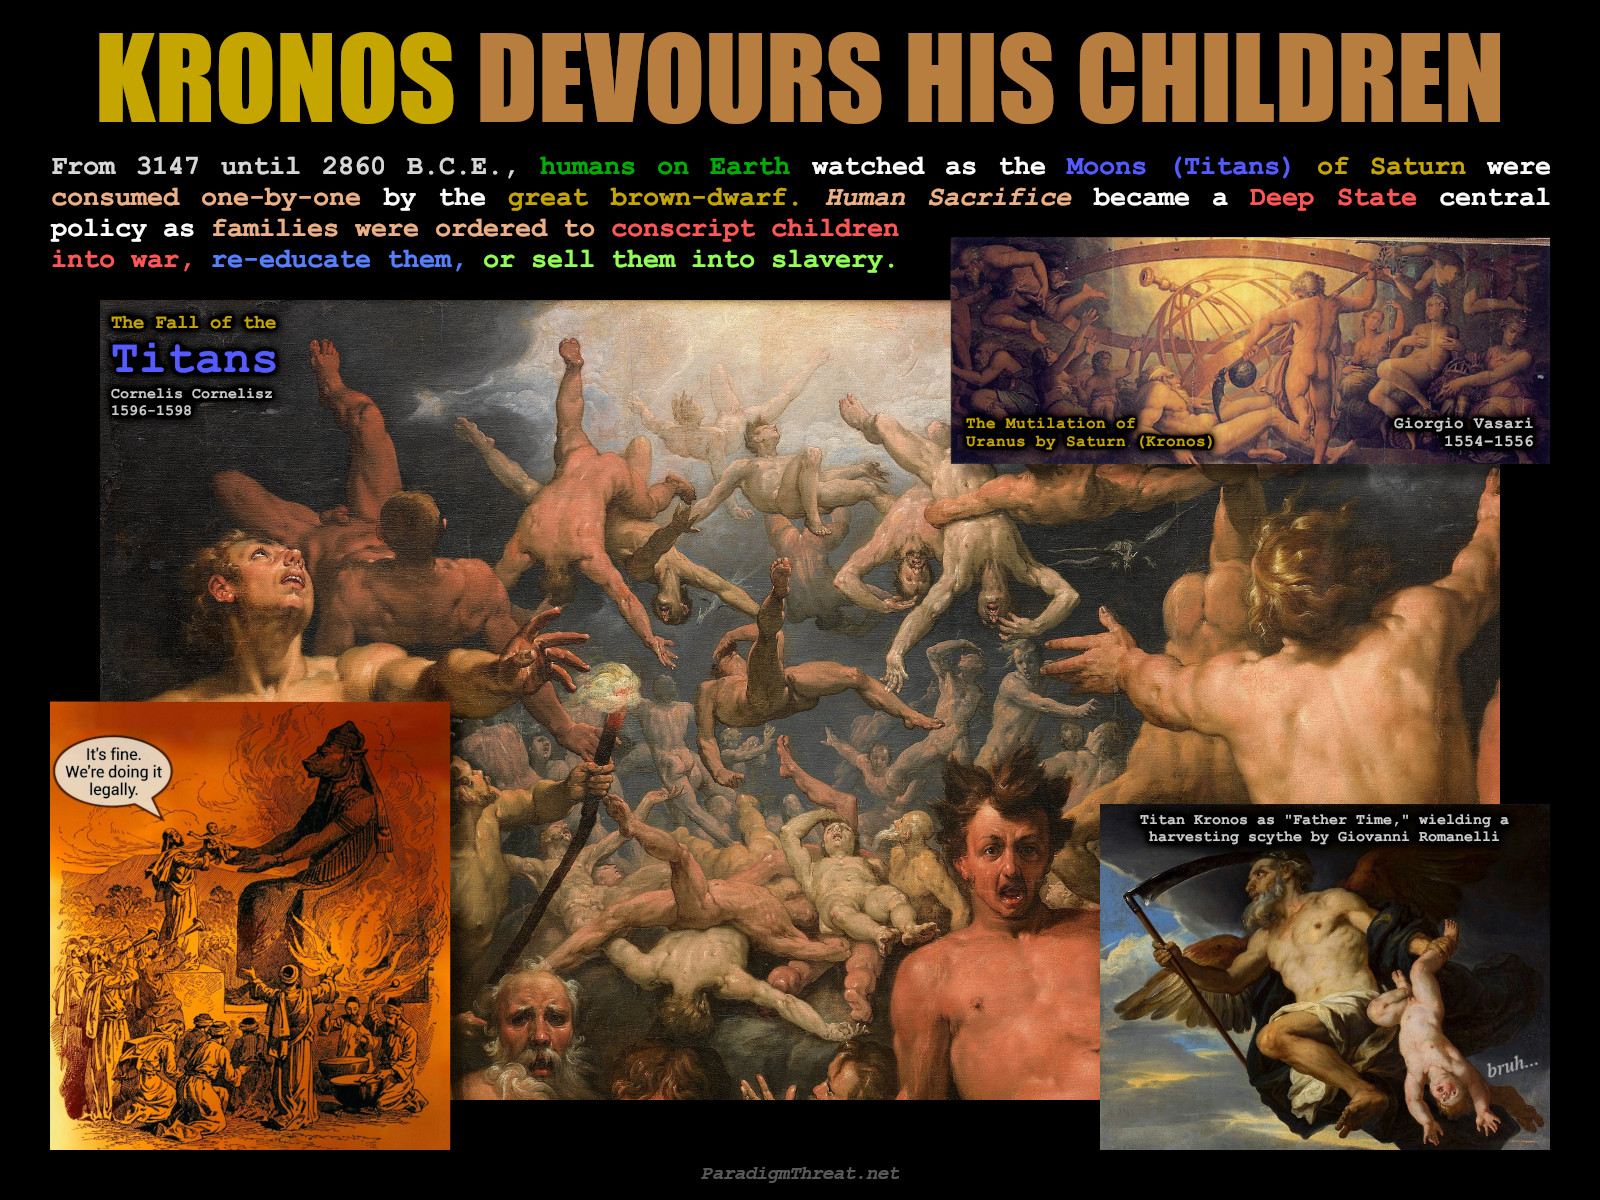 KRONOS DEVOURS HIS CHILDREN
From 3147 until 2860 B.C.E., humans on Earth watched as the Moons (Titans) of Saturn were
consumed one-by-one by the great brown-dwarf. Human Sacrifice became a Deep State central
policy as families were ordered to conscript children
into war, re-educate them, or sell them into slavery.
The Fall of the
Titans
Cornelis Cornelisz
1596-1598
The Mutilation of
Uranus by Saturn (Kronos)
Giorgio Vasari
1554-1556
It's fine.
We're doing it
legally.
Titan Kronos as "Father Time," wielding a
harvesting scythe by Giovanni Romanelli
bruh...
ParadigmThreat.net